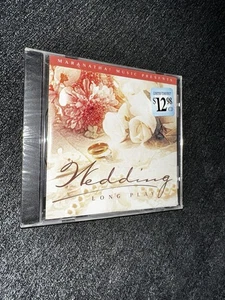 MARANATHA! MUSIC PRESENTS
$12.98
Wedding
LONG PLAY